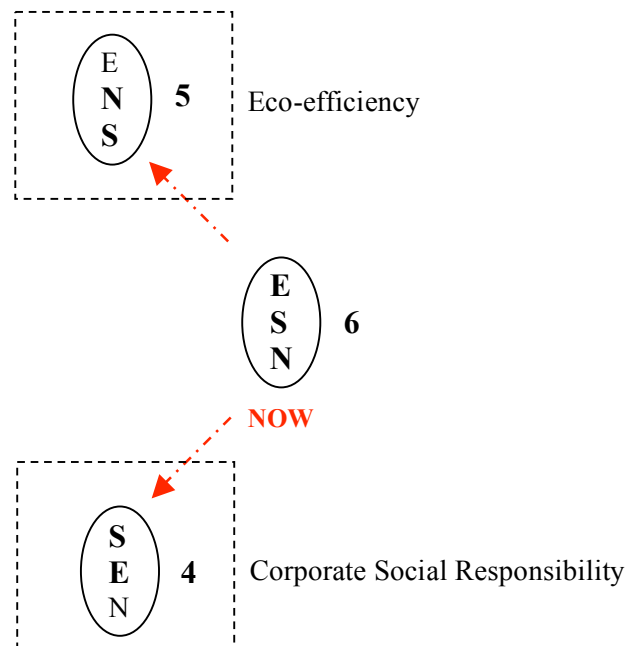 E
N
S
5
Eco-efficiency
E
S
N
6
NOW
S
E
N
4
Corporate Social Responsibility